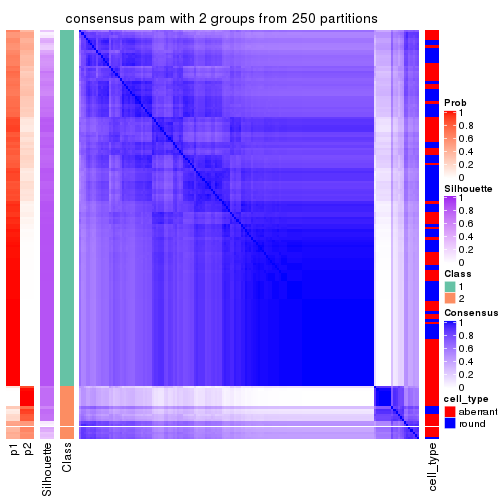 consensus pam with 2 groups from 250 partitions
Prob
1
0.8
0.6
0.4
0.2
0
Silhouette
1
0.8
0.6
0.4
0.2
0
Class
1
2
Consensus
1
0.8
0.6
0.4
0.2
0
cell_type
aberrant
round
p1
p2
Silhouette
Class
cell_type